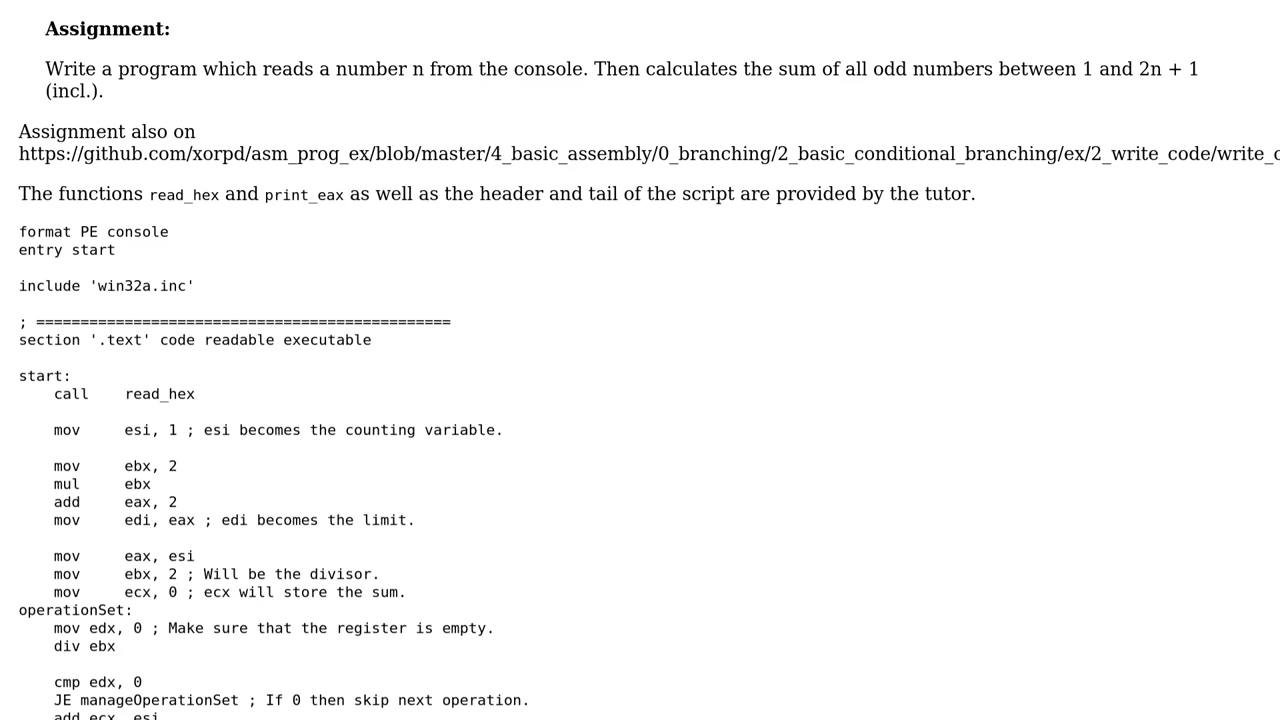 Assignment:
Write a program which reads a number n from the console. Then calculates the sum of all odd numbers between 1 and 2n + 1
(incl.).
Assignment also on
https://github.com/xorpd/asm_prog_ex/blob/master/4_basic_assembly/0_branching/2_basic_conditional_branching/ex/2_write_code/write_c
The functions read_hex and print_eax as well as the header and tail of the script are provided by the tutor.
format PE console
entry start
include 'win32a.inc'
; ===============================================
section '.text' code readable executable
start:
call    read_hex
mov     esi, 1 ; esi becomes the counting variable.
mov     ebx, 2
mul     ebx
add     eax, 2
mov     edi, eax ; edi becomes the limit.
mov     eax, esi
mov     ebx, 2 ; Will be the divisor.
mov     ecx, 0 ; ecx will store the sum.
operationSet:
mov edx, 0 ; Make sure that the register is empty.
div ebx
cmp edx, 0
JE manageOperationSet ; If 0 then skip next operation.
add ecx, esi